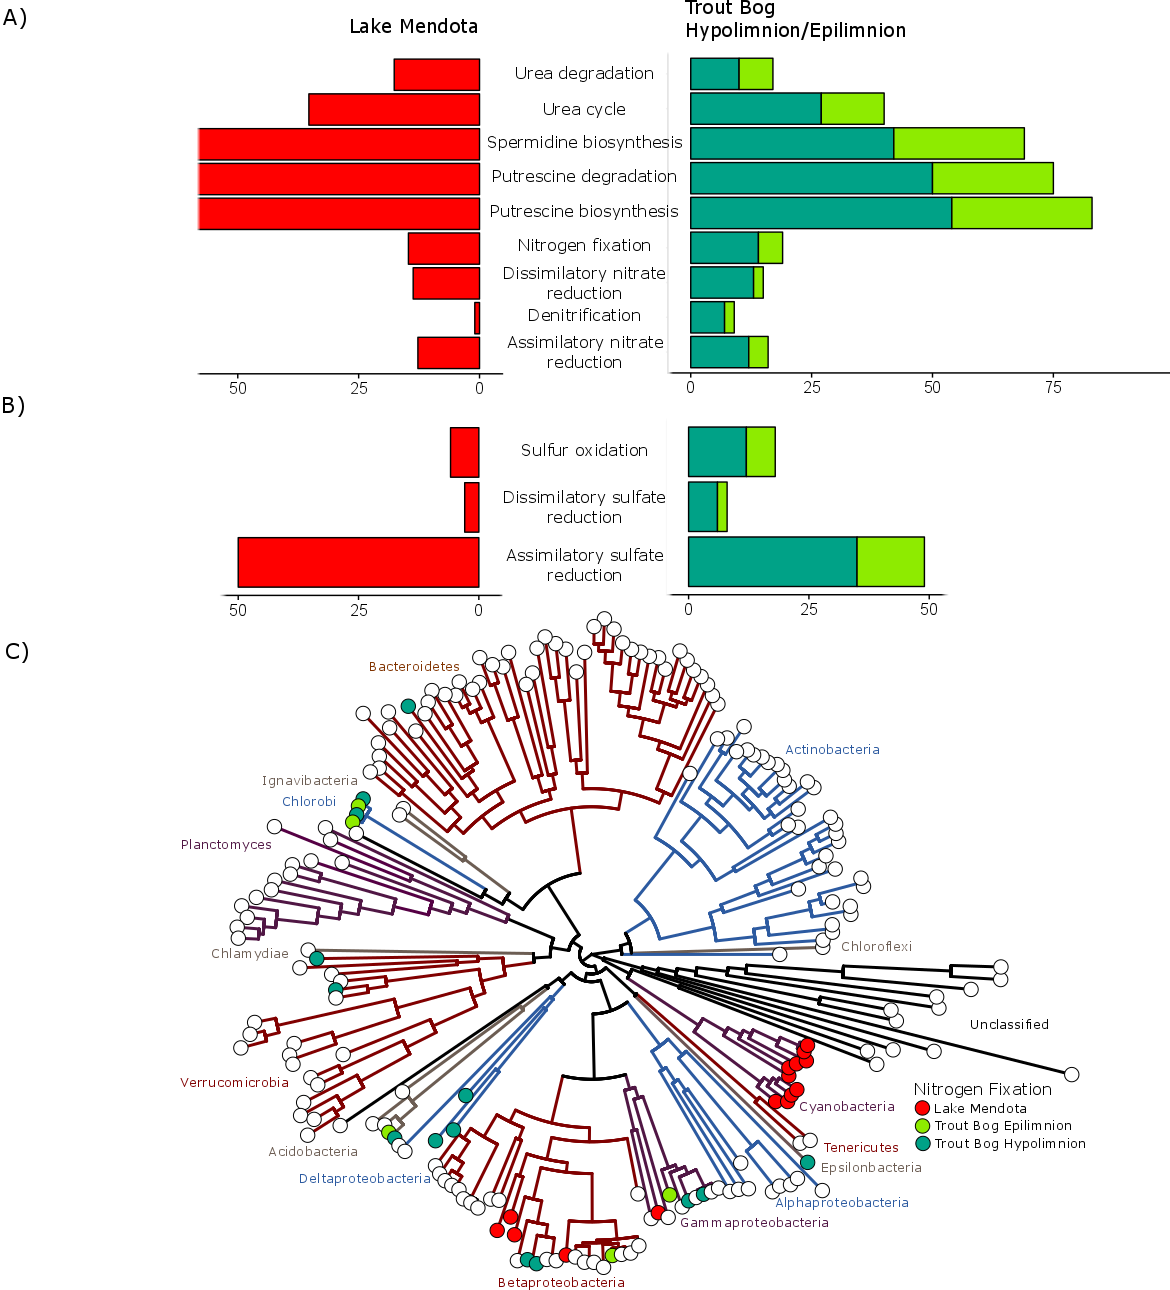 A)
Lake Mendota
Trout Bog
Hypolimnion/Epilimnion
Urea degradation
Urea cycle
Spermidine biosynthesis
Putrescine degradation
Putrescine biosynthesis
Nitrogen fixation
Dissimilatory nitrate
reduction
Denitrification
Assimilatory nitrate
reduction
50 25 0
0 25 50 75
B)
Sulfur oxidation
Dissimilatory sulfate
reduction
Assimilatory sulfate
reduction
50 25 0
0 25 50
C)
Bacteroidetes
Actinobacteria
Ignavibacteria
Chlorobi
Planctomyces
Chlamydiae
Chloroflexi
Unclassified
Verrucomicrobia
Nitrogen Fixation
Lake Mendota
Trout Bog Epilimnion
Trout Bog Hypolimnion
Cyanobacteria
Acidobacteria
Tenericutes
Epsilonbacteria
Deltaproteobacteria
Alphaproteobacteria
Gammaproteobacteria
Betaproteobacteria